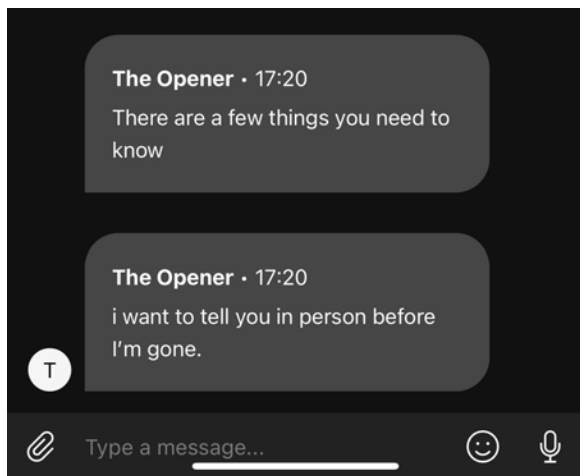 The Opener • 17:20
There are a few things you need to
know
The Opener • 17:20
i want to tell you in person before
I'm gone.
T
Type a message...